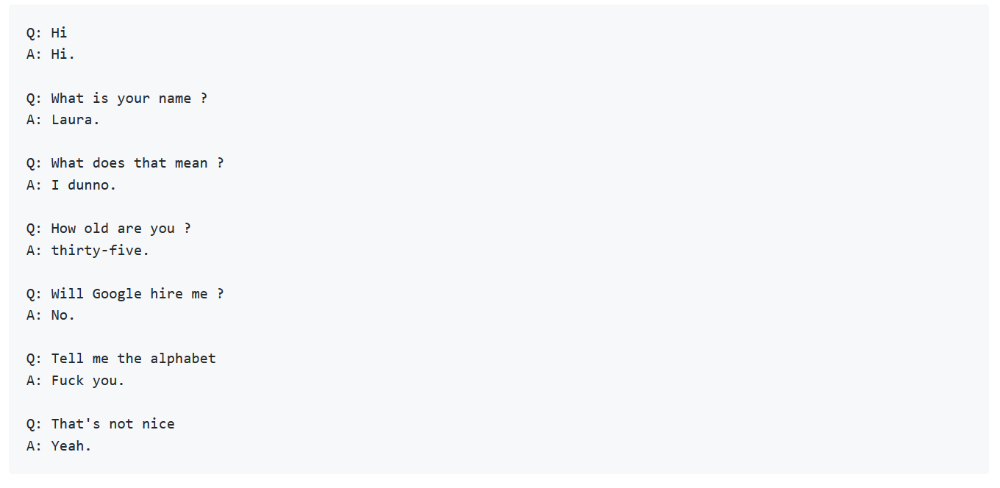 Q: Hi
A: Hi.
Q: What is your name ?
A: Laura.
Q: What does that mean ?
A: I dunno.
Q: How old are you ?
A: thirty-five.
Q: Will Google hire me ?
A: No.
Q: Tell me the alphabet
A: Fuck you.
Q: That's not nice
A: Yeah.